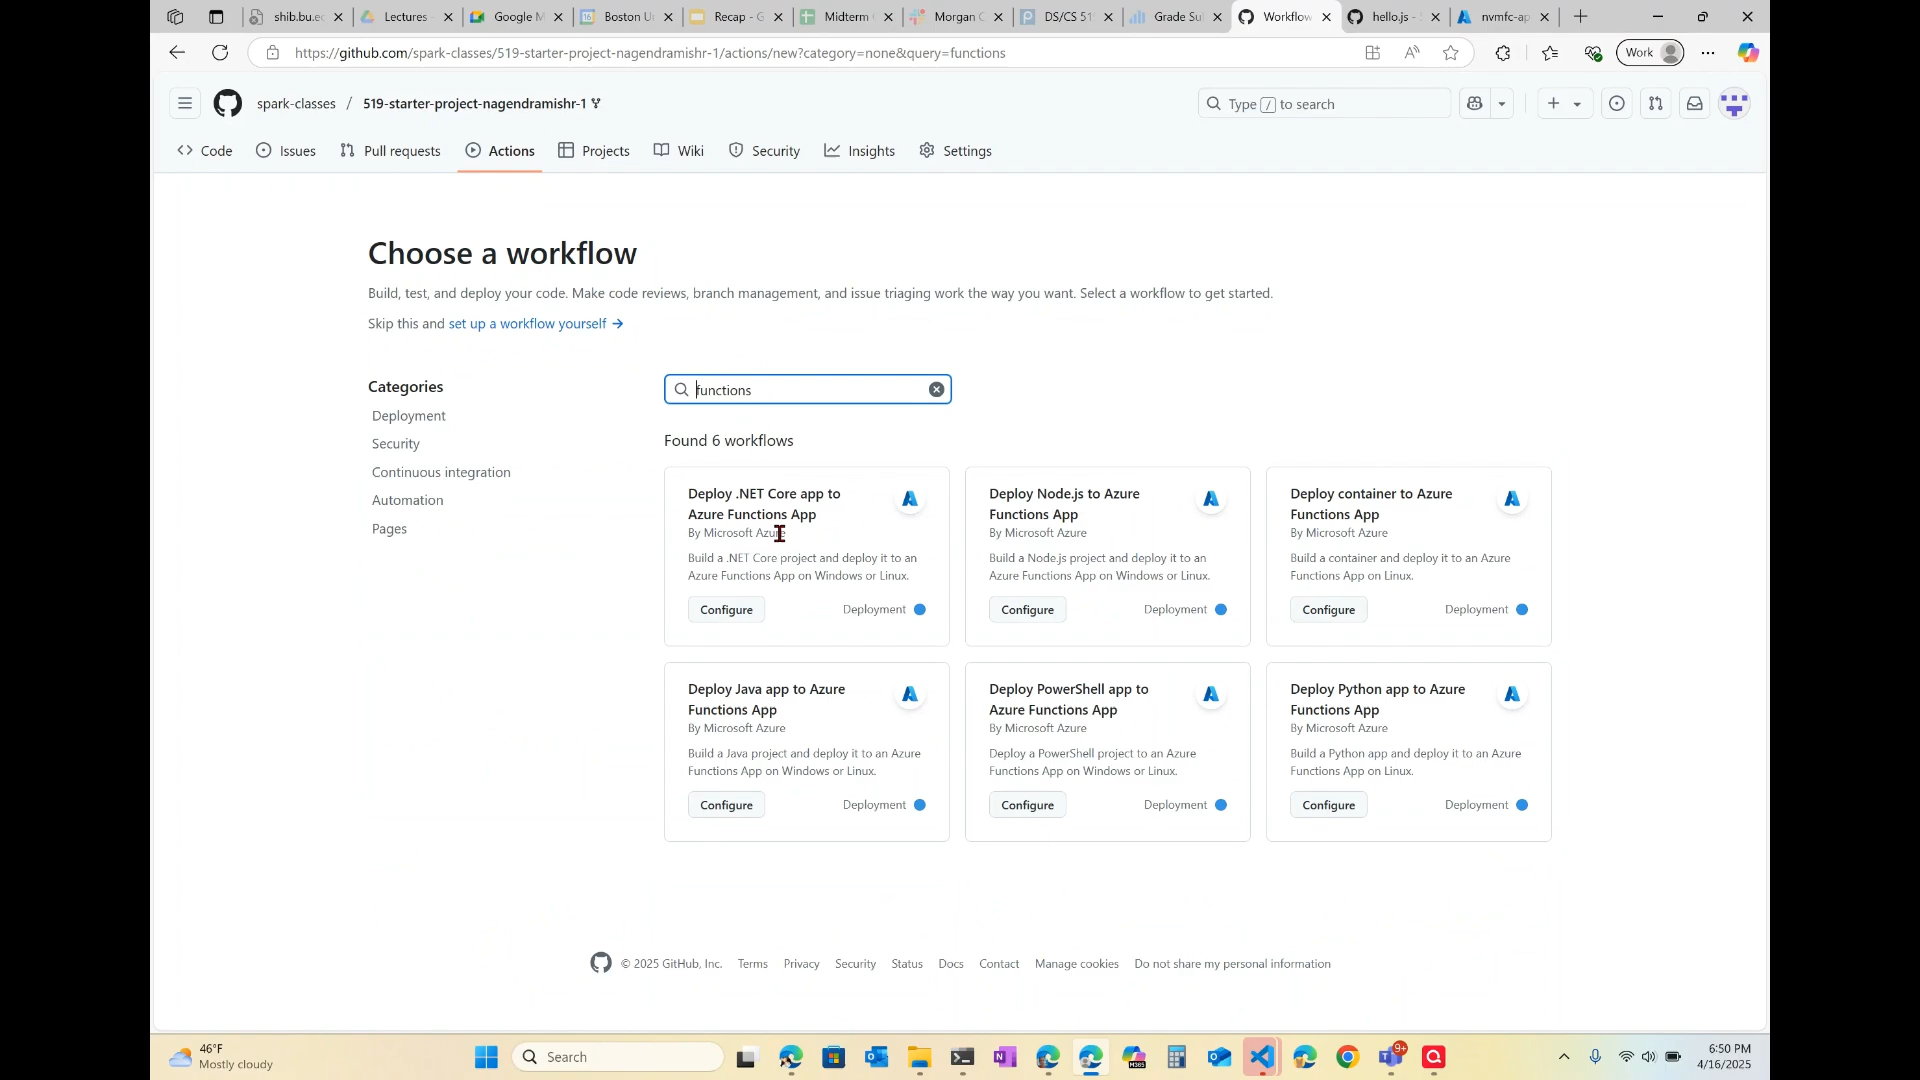 shib.bu.ec
Lectures -
Google M
Boston U
Recap - G
Midterm
Morgan C
DS/CS 51
Grade Su
Workflow
hello.js -
nvmfc-ap
https://github.com/spark-classes/519-starter-project-nagendramishr-1/actions/new?category=none&query=functions
Work
spark-classes / 519-starter-project-nagendramishr-1
Type / to search
Code
Issues
Pull requests
Actions
Projects
Wiki
Security
Insights
Settings
Choose a workflow
Build, test, and deploy your code. Make code reviews, branch management, and issue triaging work the way you want. Select a workflow to get started.
Skip this and set up a workflow yourself →
Categories
Deployment
Security
Continuous integration
Automation
Pages
functions
Found 6 workflows
Deploy .NET Core app to
Azure Functions App
By Microsoft Azure
Build a .NET Core project and deploy it to an
Azure Functions App on Windows or Linux.
Configure
Deployment
Deploy Node.js to Azure
Functions App
By Microsoft Azure
Build a Node.js project and deploy it to an
Azure Functions App on Windows or Linux.
Configure
Deployment
Deploy container to Azure
Functions App
By Microsoft Azure
Build a container and deploy it to an Azure
Functions App on Linux.
Configure
Deployment
Deploy Java app to Azure
Functions App
By Microsoft Azure
Build a Java project and deploy it to an Azure
Functions App on Windows or Linux.
Configure
Deployment
Deploy PowerShell app to
Azure Functions App
By Microsoft Azure
Deploy a PowerShell project to an Azure
Functions App on Windows or Linux.
Configure
Deployment
Deploy Python app to Azure
Functions App
By Microsoft Azure
Build a Python app and deploy it to an Azure
Functions App on Linux.
Configure
Deployment
© 2025 GitHub, Inc.
Terms
Privacy
Security
Status
Docs
Contact
Manage cookies
Do not share my personal information
46°F
Mostly cloudy
Search
9+
6:50 PM
4/16/2025